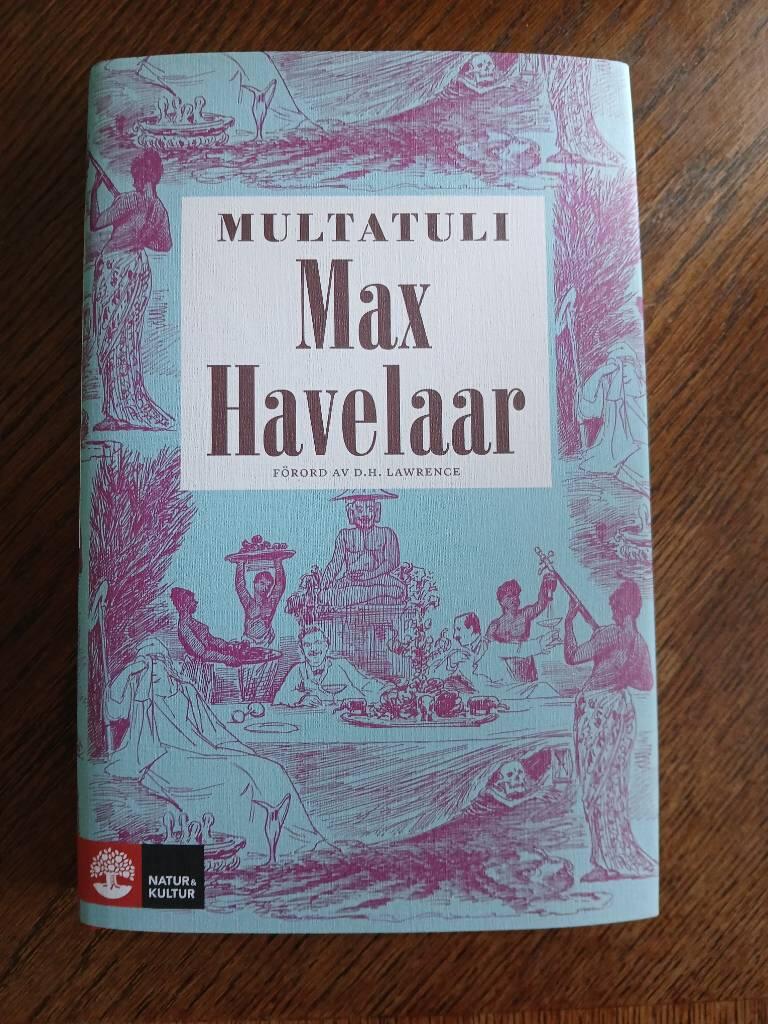 MULTATULI
Max
Havelaar
FÖRORD AV D.H. LAWRENCE
NATUR&
KULTUR